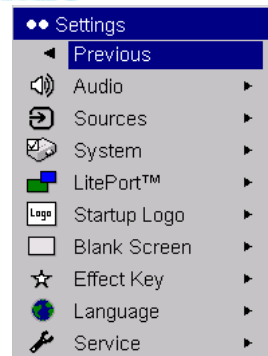 Settings
Previous
Audio
Sources
System
LitePort™
Logo Startup Logo
Blank Screen
Effect Key
Language
Service